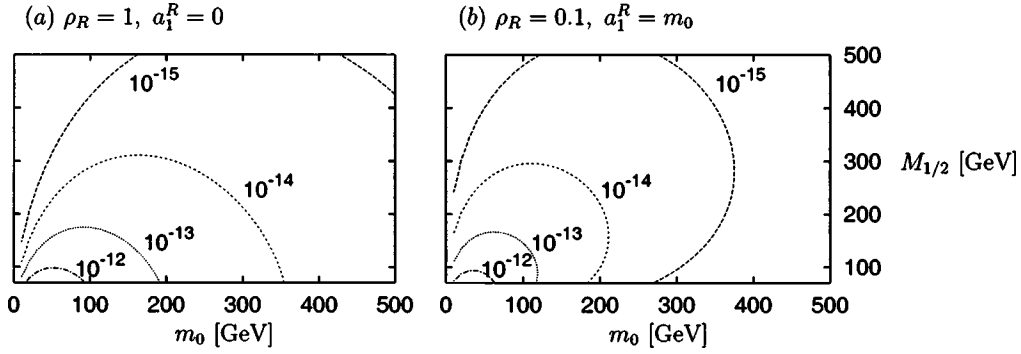 (a) ρ_R = 1, a_1^R = 0
(b) ρ_R = 0.1, a_1^R = m_0
10^-15
10^-14
10^-13
10^-12
0 100 200 300 400 500
m_0 [GeV]
10^-15
10^-14
10^-13
10^-12
0 100 200 300 400 500
m_0 [GeV]
500
400
300
200
100
M_1/2 [GeV]